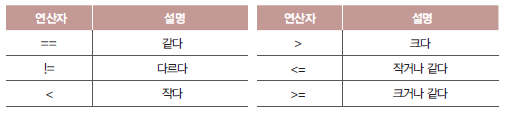 연산자 설명 연산자 설명
== 같다 > 크다
!= 다르다 <= 작거나 같다
< 작다 >= 크거나 같다